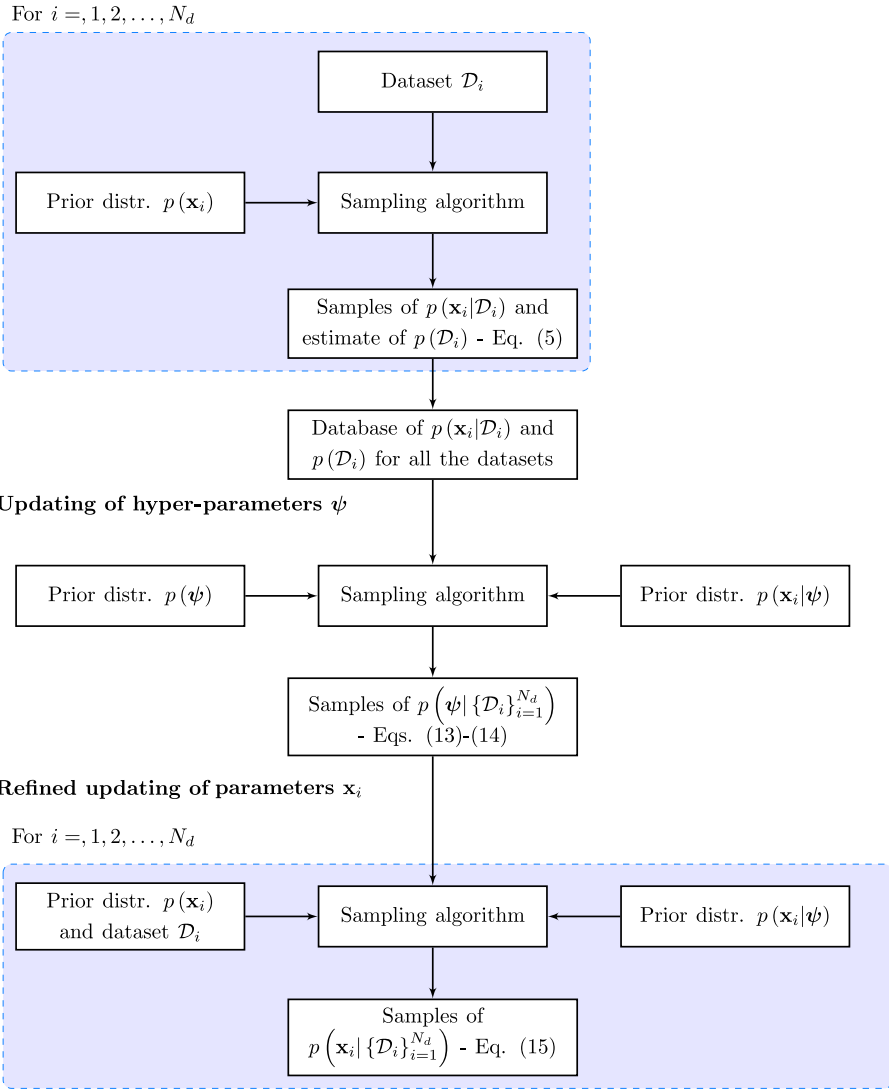 For i =, 1, 2, . . . , N_d
Dataset 𝒟_i
Prior distr. p (𝐱_i)
Sampling algorithm
Samples of p (𝐱_i|𝒟_i) and
estimate of p (𝒟_i) - Eq. (5)
Database of p (𝐱_i|𝒟_i) and
p (𝒟_i) for all the datasets
Updating of hyper-parameters 𝝍
Prior distr. p (𝝍)
Sampling algorithm
Prior distr. p (𝐱_i|𝝍)
Samples of p (𝝍| {𝒟_i}_{i=1}^{N_d})
- Eqs. (13)-(14)
Refined updating of parameters 𝐱_i
For i =, 1, 2, . . . , N_d
Prior distr. p (𝐱_i)
and dataset 𝒟_i
Sampling algorithm
Prior distr. p (𝐱_i|𝝍)
Samples of
p (𝐱_i| {𝒟_i}_{i=1}^{N_d}) - Eq. (15)